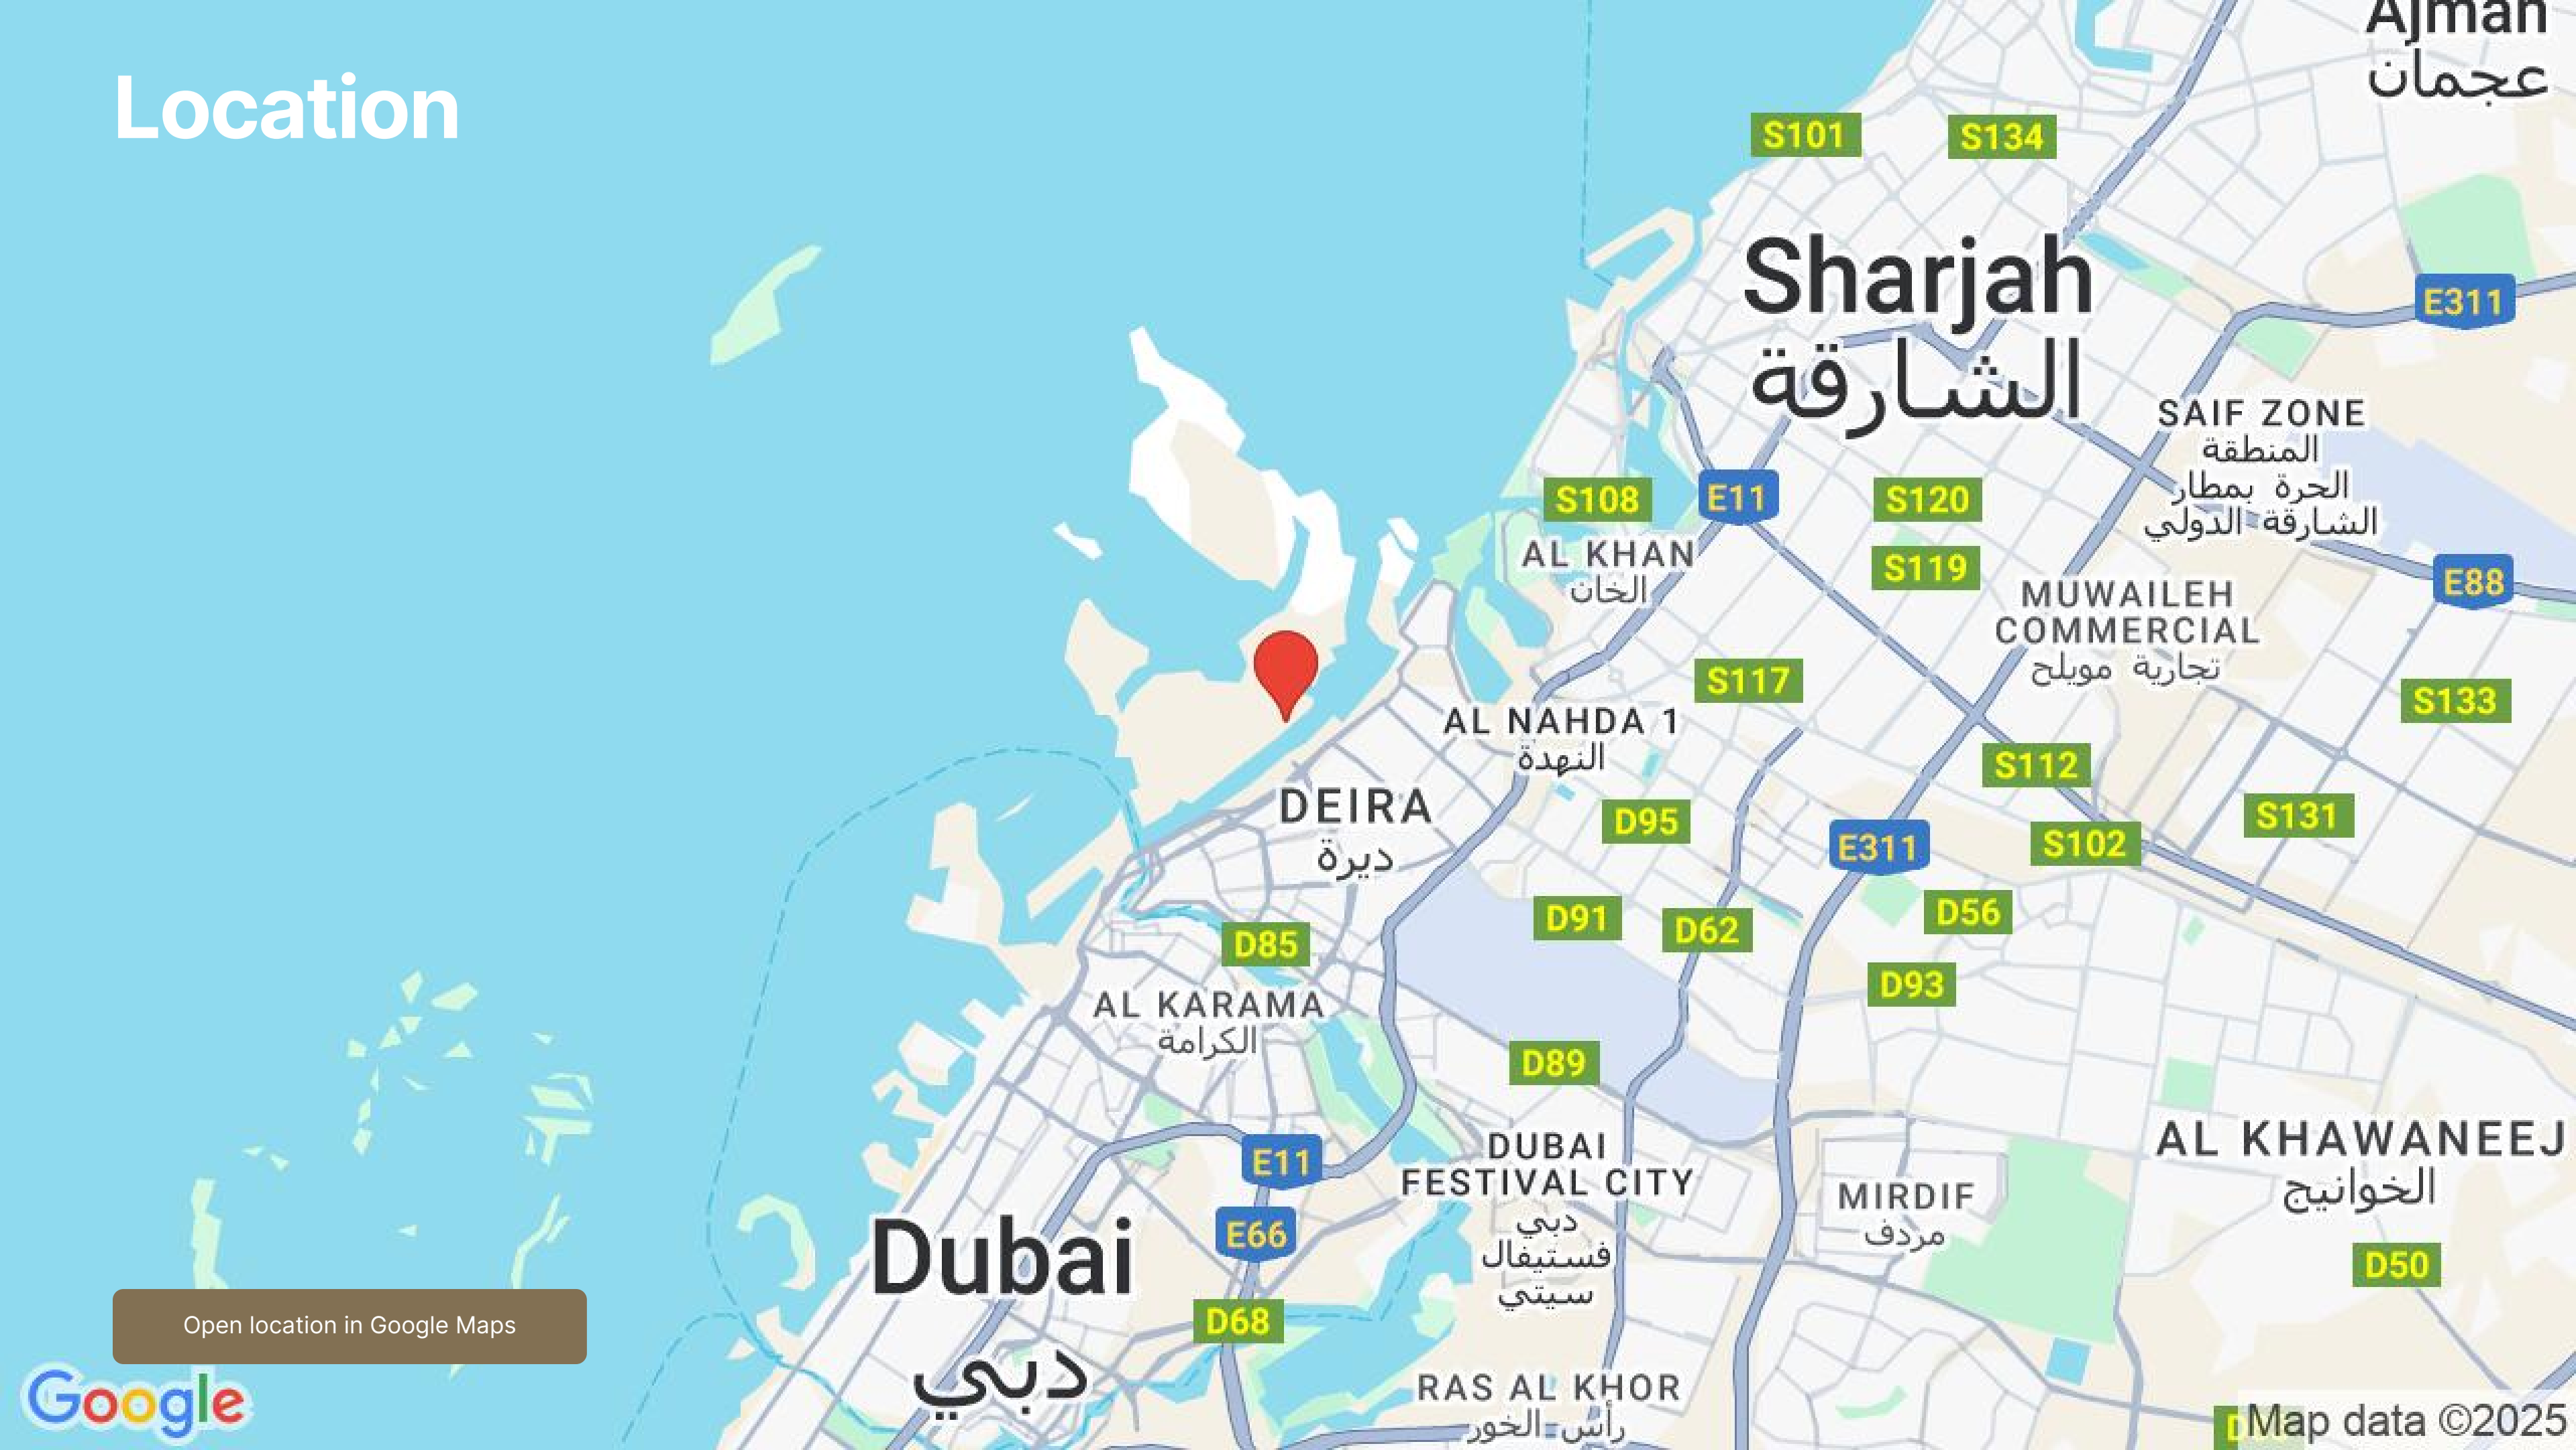 Location
Ajman
عجمان
S101
S134
Sharjah
الشارقة
E311
SAIF ZONE
المنطقة
الحرة بمطار
الشارقة الدولي
S108
E11
S120
AL KHAN
الخان
S119
E88
MUWAILEH
COMMERCIAL
تجارية مويلح
S117
S133
AL NAHDA 1
النهدة
S112
DEIRA
ديرة
D95
E311
S102
S131
D85
D91
D62
D56
D93
AL KARAMA
الكرامة
D89
DUBAI
FESTIVAL CITY
دبي
فستيفال
سيتي
E11
E66
MIRDIF
مردف
AL KHAWANEEJ
الخوانيج
D50
Dubai
دبي
D68
Open location in Google Maps
RAS AL KHOR
رأس الخور
Google
Map data ©2025